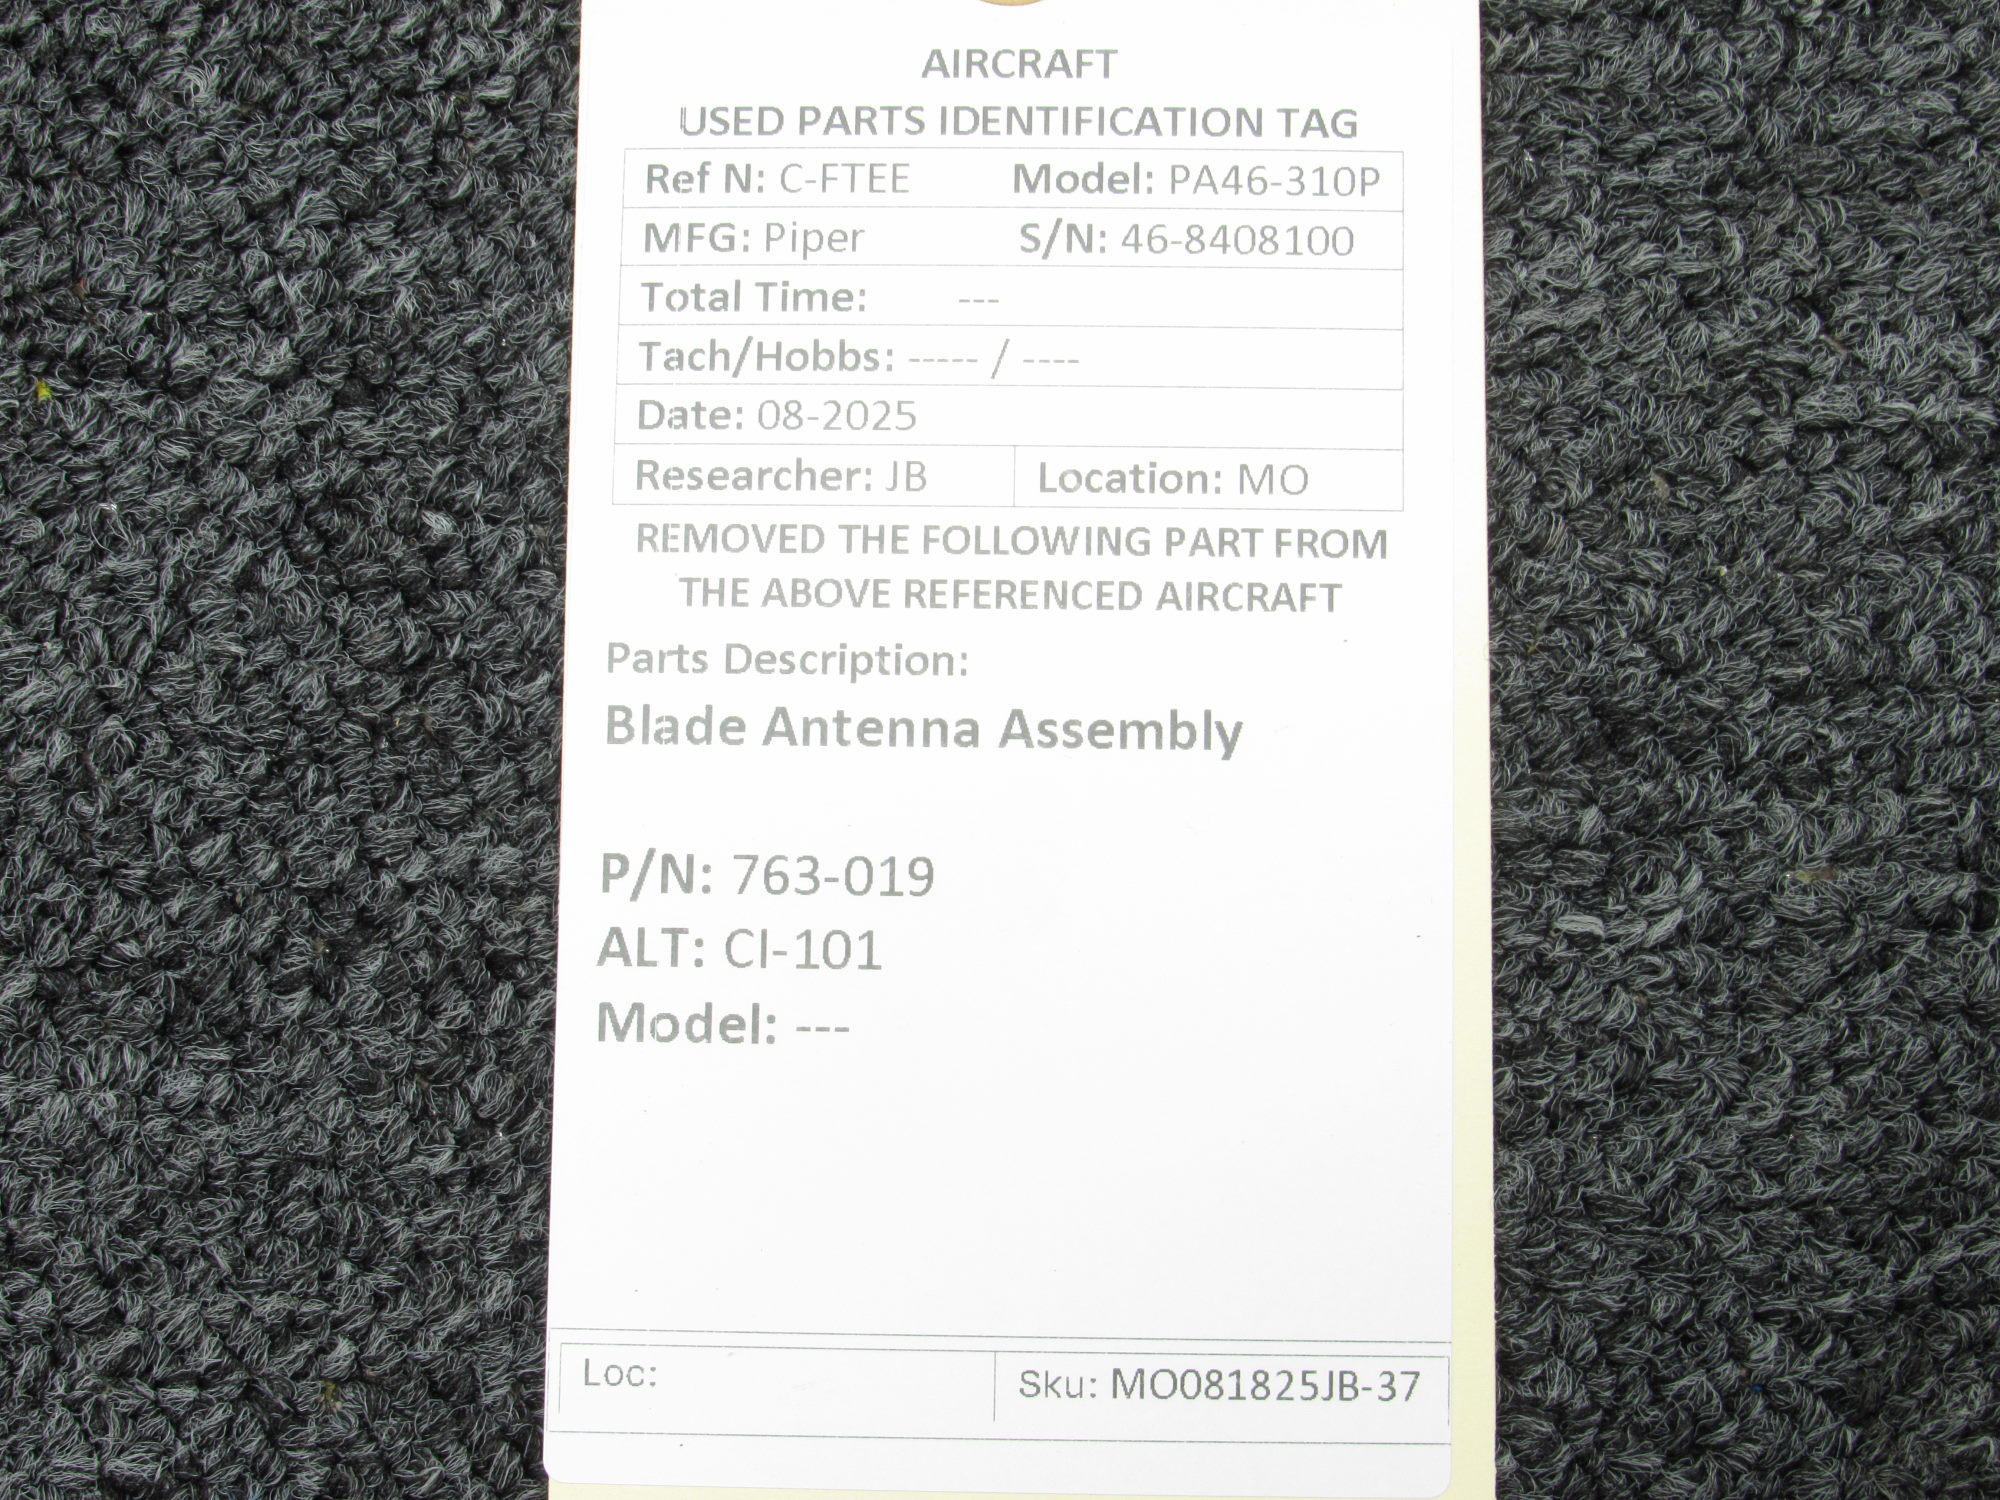 AIRCRAFT
USED PARTS IDENTIFICATION TAG
Ref N: C-FTEE Model: PA46-310P
MFG: Piper S/N: 46-8408100
Total Time: ---
Tach/Hobbs: ----- / ----
Date: 08-2025
Researcher: JB Location: MO
REMOVED THE FOLLOWING PART FROM
THE ABOVE REFERENCED AIRCRAFT
Parts Description:
Blade Antenna Assembly
P/N: 763-019
ALT: CI-101
Model: ---
Loc: Sku: MO081825JB-37